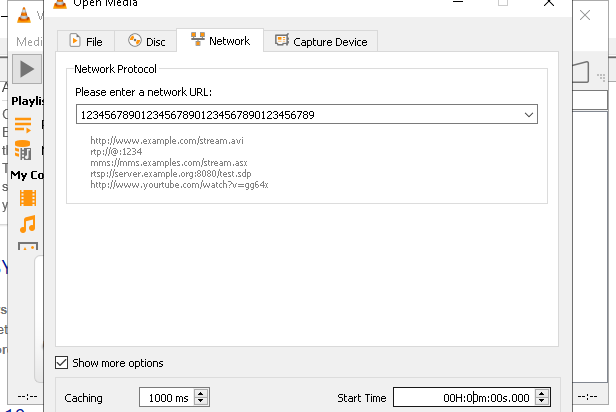 Open Media
Medi
File
Disc
Network
Capture Device
Network Protocol
Please enter a network URL:
Playlis
123456789012345678901234567890123456789
http://www.example.com/stream.avi
rtp://@:1234
mms://mms.examples.com/stream.asx
rtsp://server.example.org:8080/test.sdp
http://www.yourtube.com/watch?v=gg64x
My Co
Show more options
--:--
Caching
1000 ms
Start Time
00H:00m:00s.000
--:--